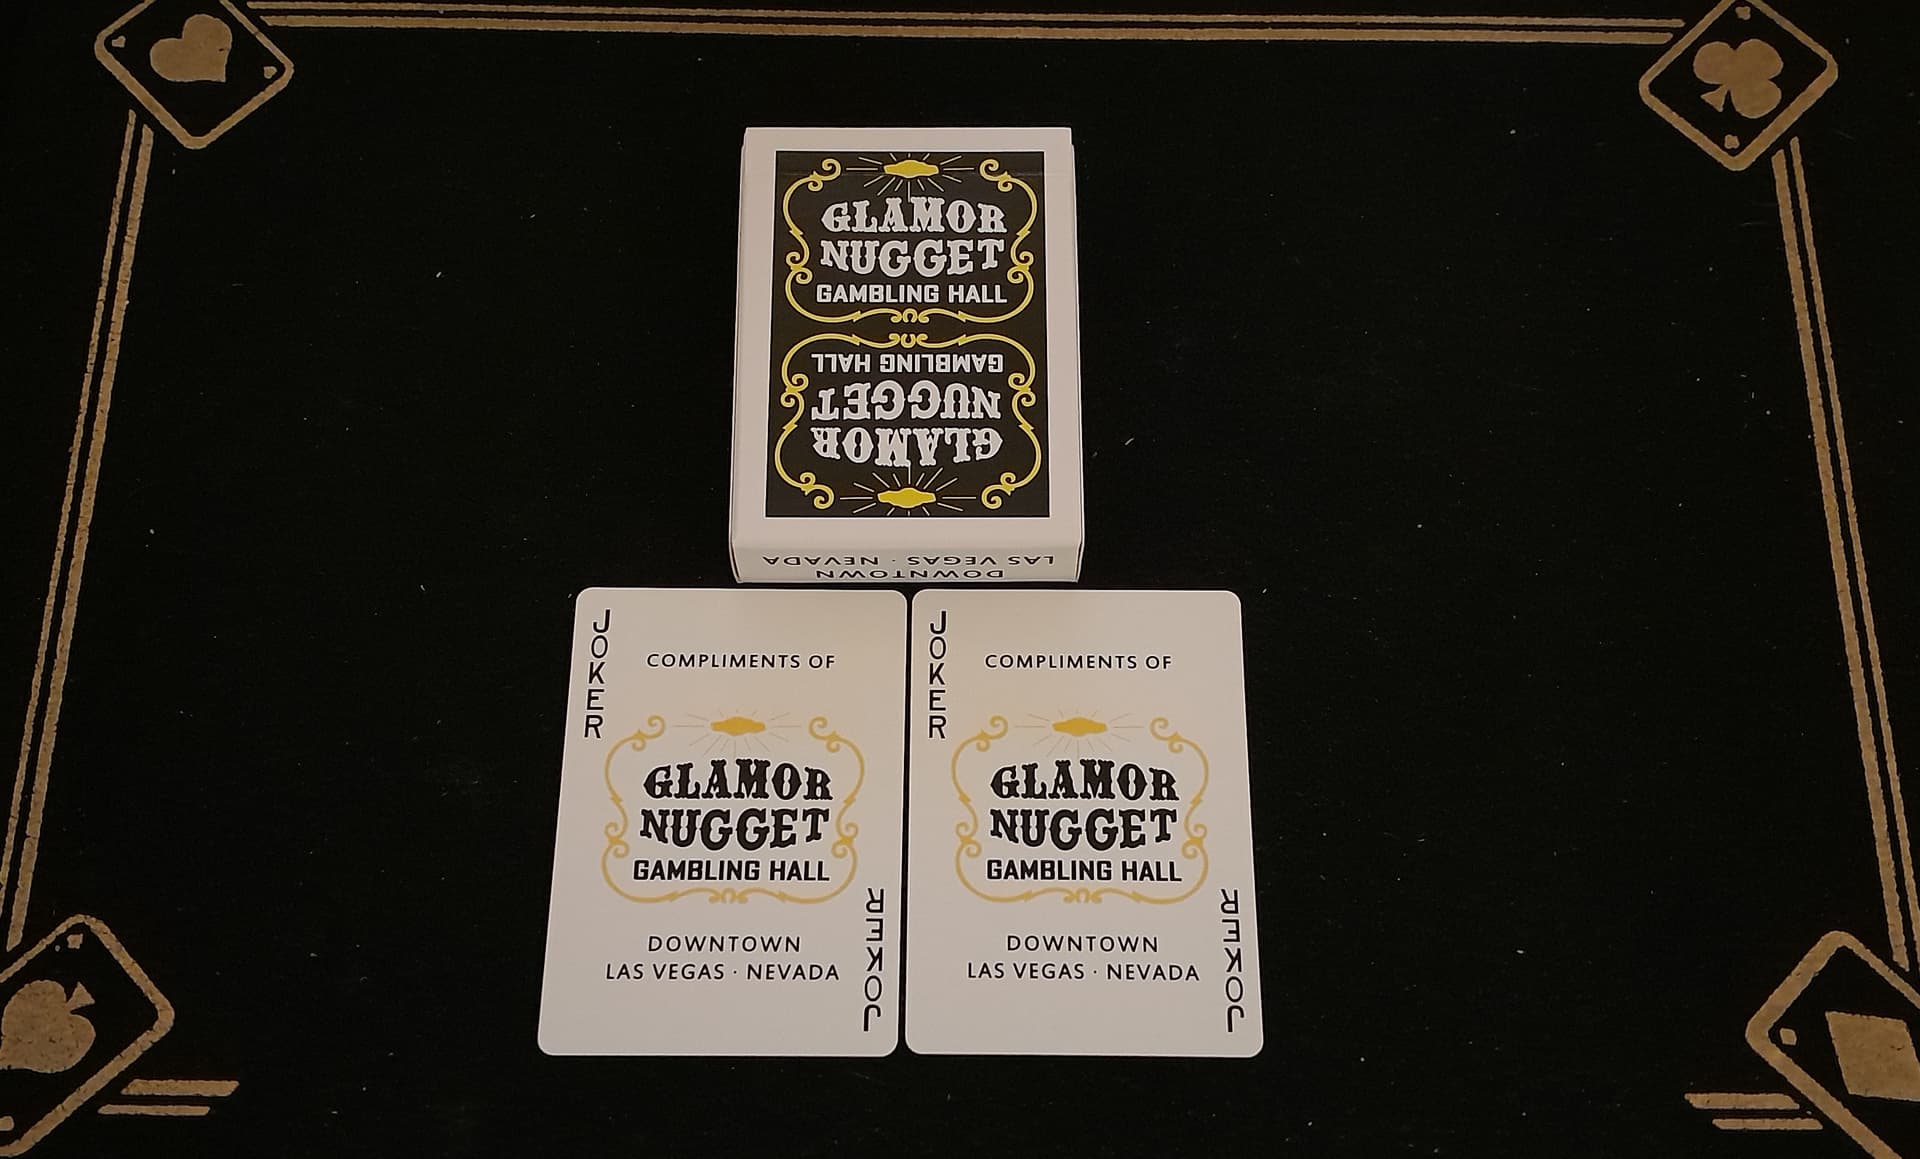 GLAMOR
NUGGET
GAMBLING HALL
GAMBLING HALL
NUGGET
GLAMOR
LAS VEGAS · NEVADA
DOWNTOWN
JOKER
COMPLIMENTS OF
GLAMOR
NUGGET
GAMBLING HALL
DOWNTOWN
LAS VEGAS · NEVADA
JOKER
JOKER
COMPLIMENTS OF
GLAMOR
NUGGET
GAMBLING HALL
DOWNTOWN
LAS VEGAS · NEVADA
JOKER